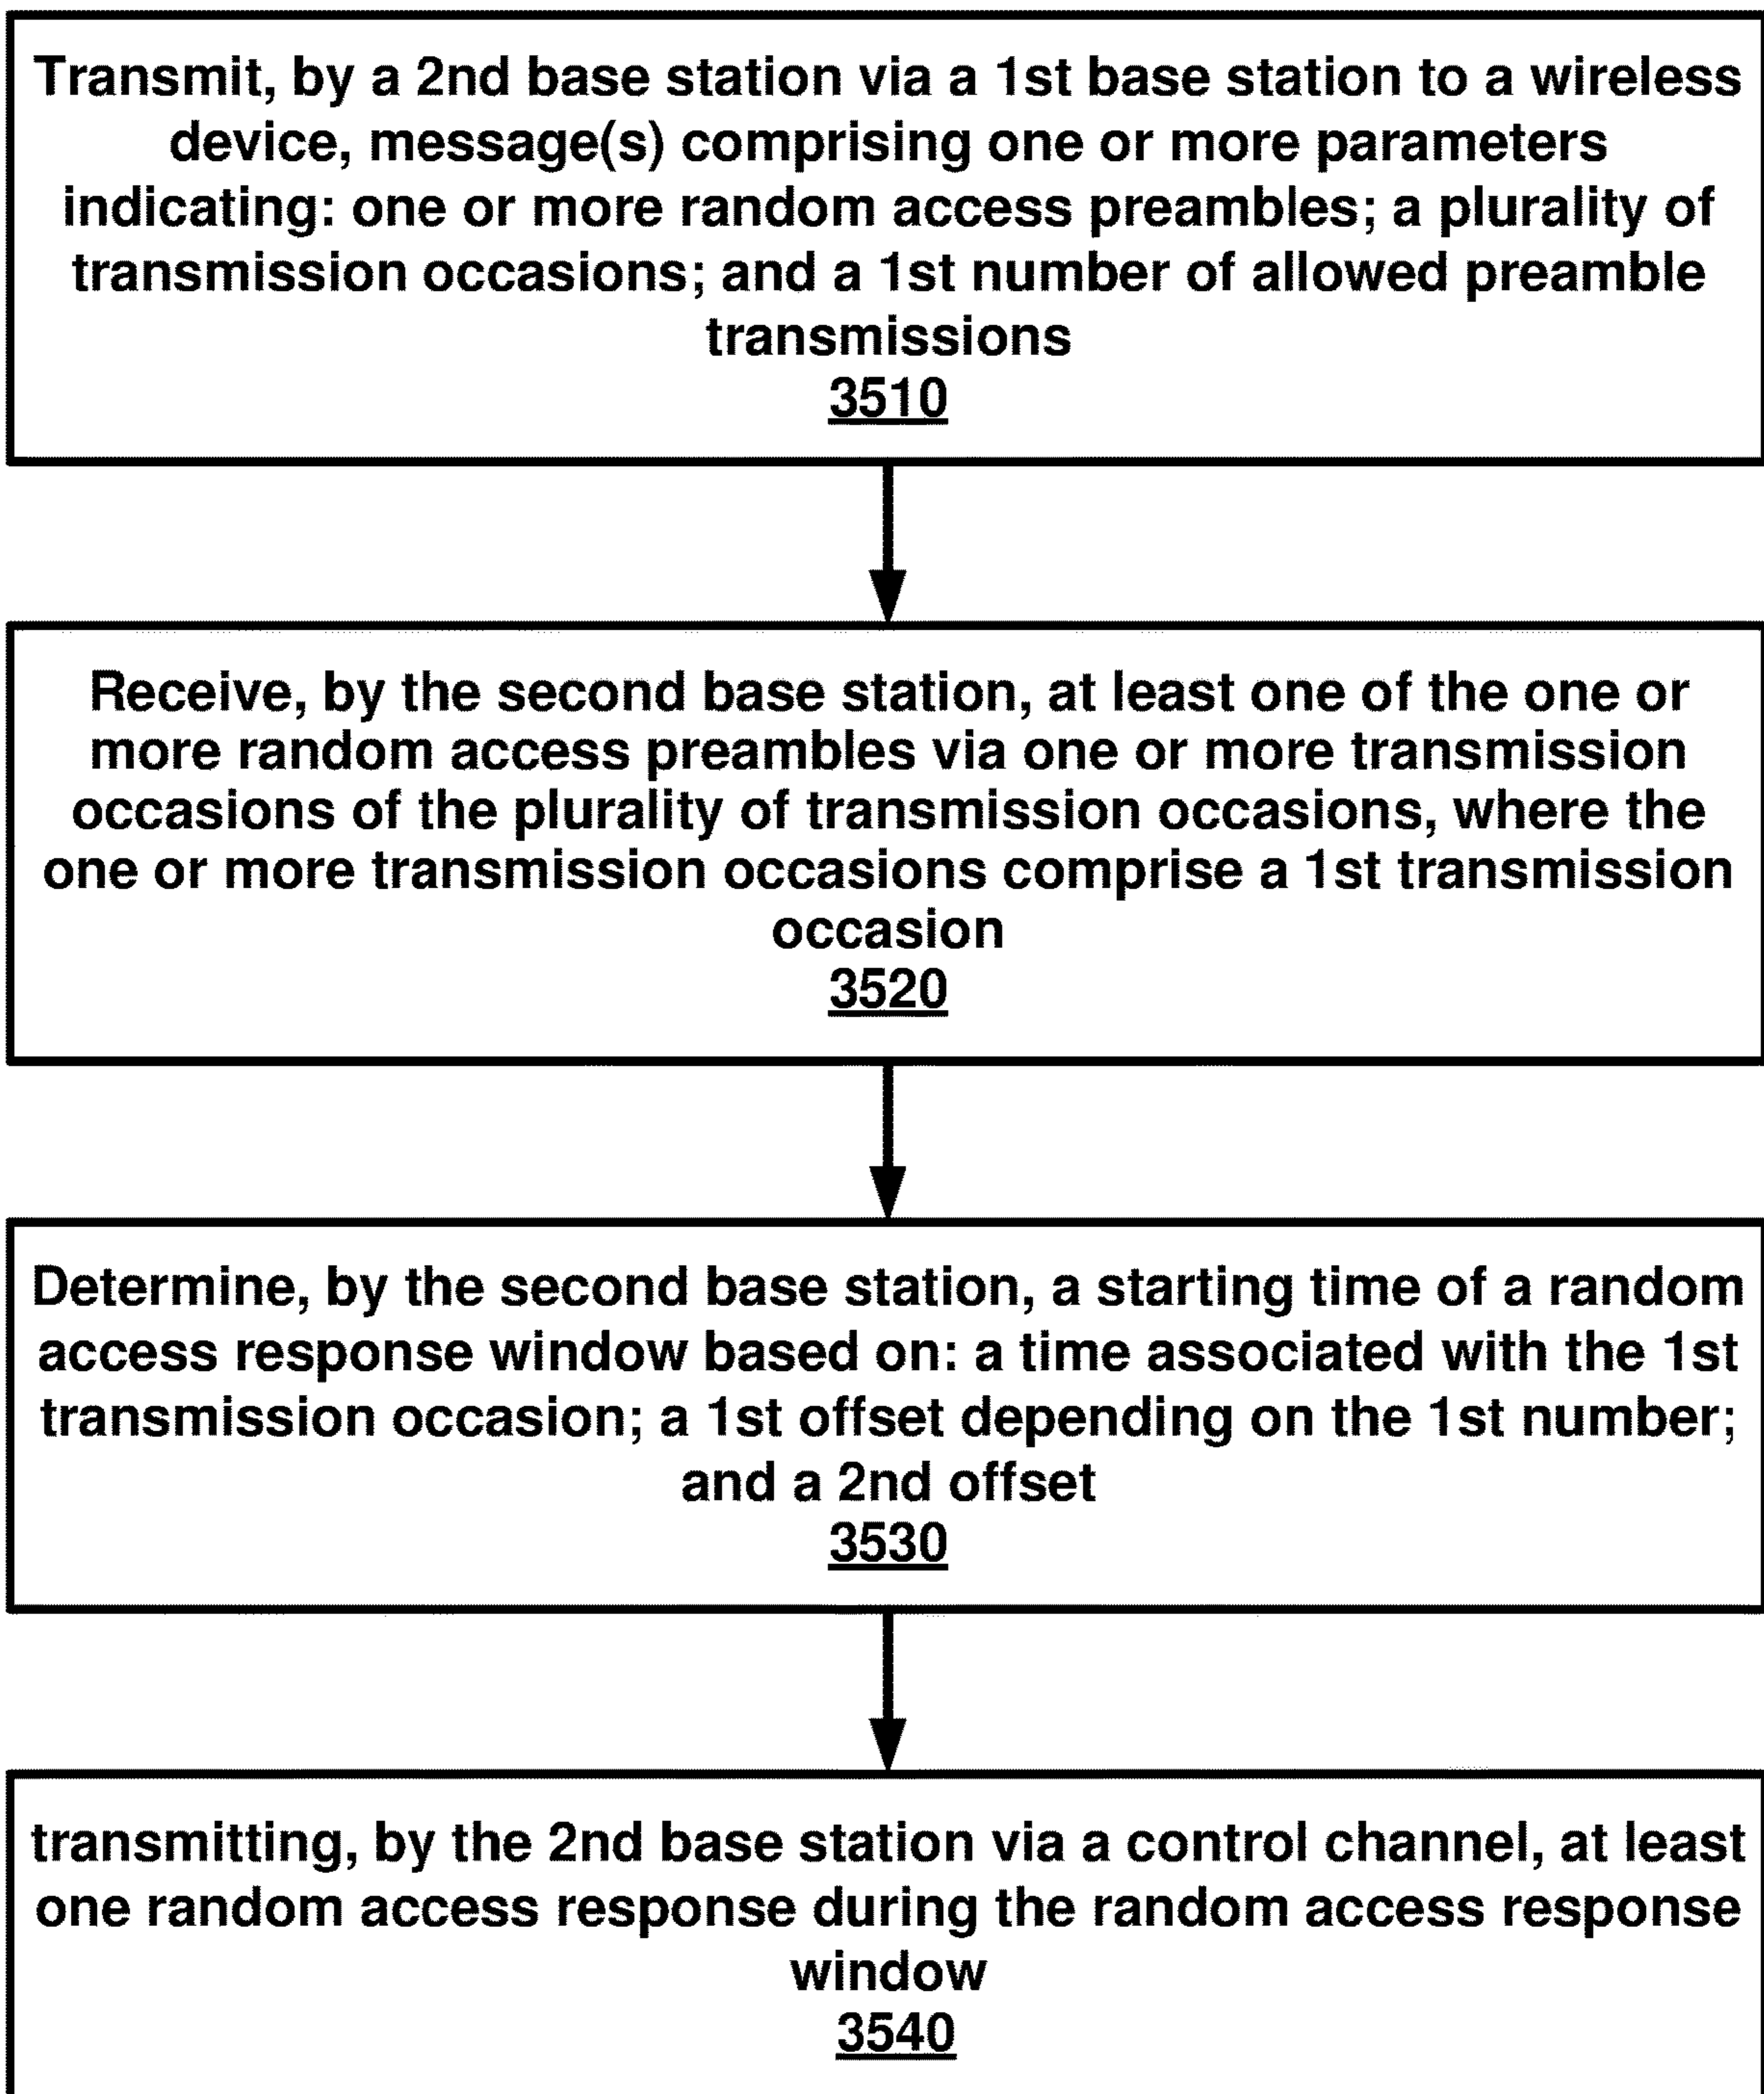 Transmit, by a 2nd base station via a 1st base station to a wireless
device, message(s) comprising one or more parameters
indicating: one or more random access preambles; a plurality of
transmission occasions; and a 1st number of allowed preamble
transmissions
3510
Receive, by the second base station, at least one of the one or
more random access preambles via one or more transmission
occasions of the plurality of transmission occasions, where the
one or more transmission occasions comprise a 1st transmission
occasion
3520
Determine, by the second base station, a starting time of a random
access response window based on: a time associated with the 1st
transmission occasion; a 1st offset depending on the 1st number;
and a 2nd offset
3530
transmitting, by the 2nd base station via a control channel, at least
one random access response during the random access response
window
3540